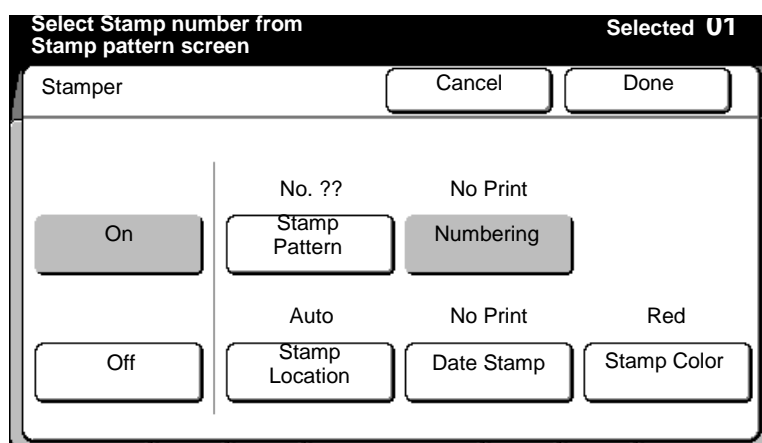 Select Stamp number from
Stamp pattern screen
Selected 01
Stamper
Cancel
Done
No. ??
No Print
On
Stamp
Pattern
Numbering
Auto
No Print
Red
Off
Stamp
Location
Date Stamp
Stamp Color